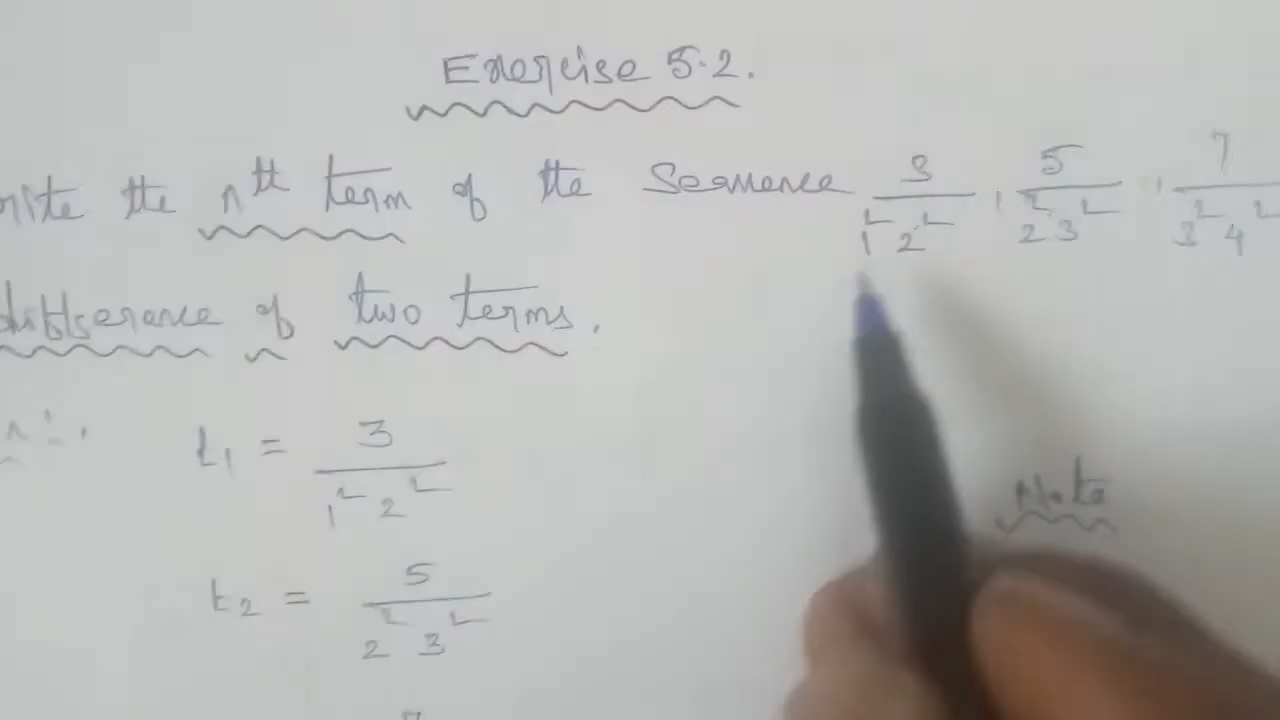 Exercise 5.2.
rite the nth term of the Sequence 3/1²2², 5/2²3², 7/3²4²
difference of two terms.
n:.
t₁ = 3/1²2²
Note
t₂ = 5/2²3²